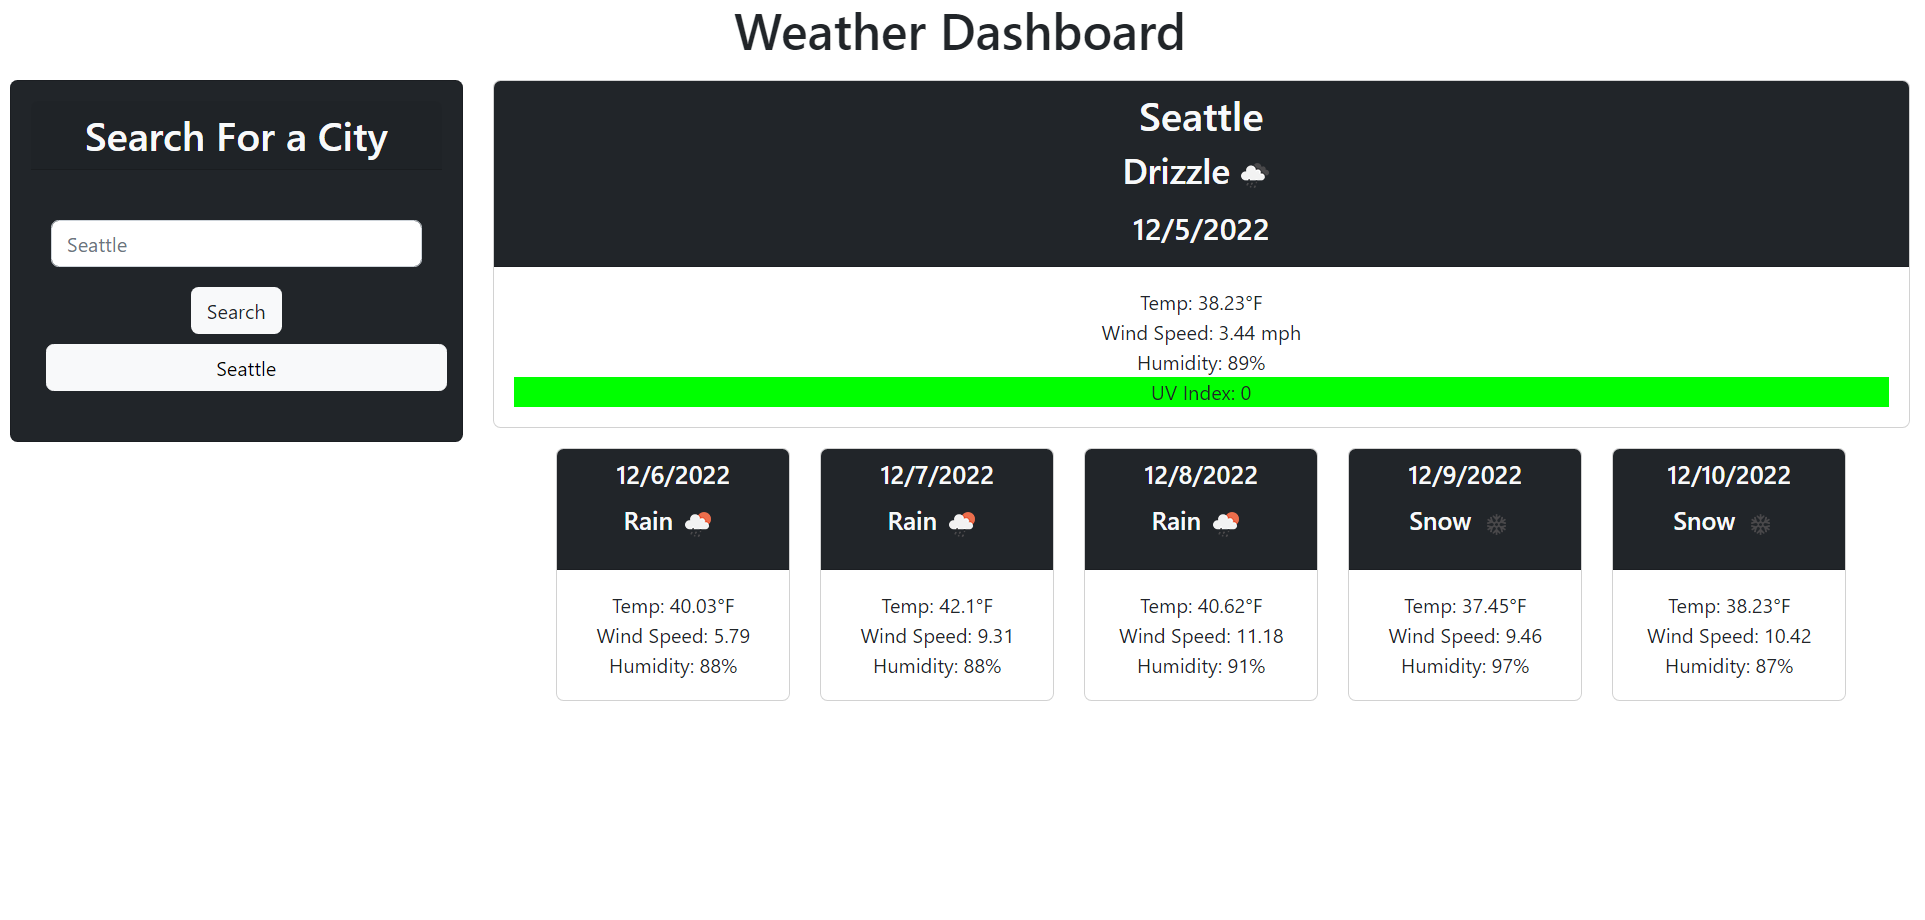 Weather Dashboard
Search For a City
Seattle
Search
Seattle
Seattle
Drizzle
12/5/2022
Temp: 38.23°F
Wind Speed: 3.44 mph
Humidity: 89%
UV Index: 0
12/6/2022
Rain
Temp: 40.03°F
Wind Speed: 5.79
Humidity: 88%
12/7/2022
Rain
Temp: 42.1°F
Wind Speed: 9.31
Humidity: 88%
12/8/2022
Rain
Temp: 40.62°F
Wind Speed: 11.18
Humidity: 91%
12/9/2022
Snow
Temp: 37.45°F
Wind Speed: 9.46
Humidity: 97%
12/10/2022
Snow
Temp: 38.23°F
Wind Speed: 10.42
Humidity: 87%